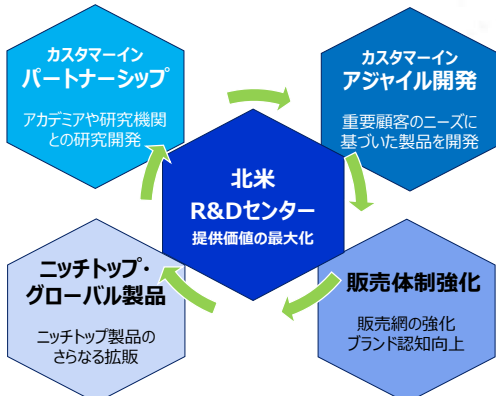 カスタマーイン
パートナーシップ
アカデミアや研究機関
との研究開発
カスタマーイン
アジャイル開発
重要顧客のニーズに
基づいた製品を開発
北米
R&Dセンター
提供価値の最大化
ニッチトップ・
グローバル製品
ニッチトップ製品の
さらなる拡販
販売体制強化
販売網の強化
ブランド認知向上